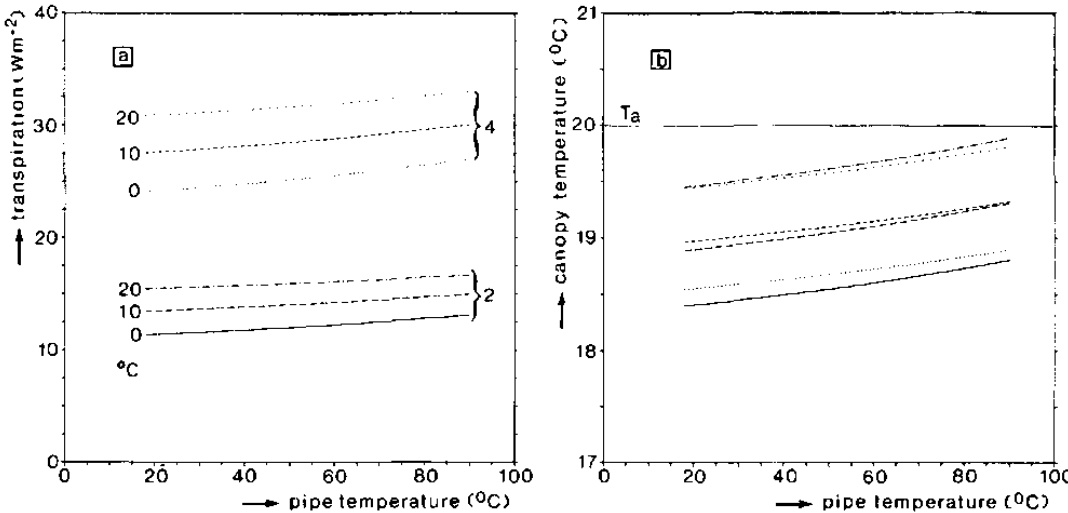 a
transpiration (Wm-2)
40
30
20
10
0
20
10
0
4
20
10
0
2
°C
0 20 40 60 80 100
pipe temperature (°C)
b
canopy temperature (°C)
21
20
19
18
17
Ta
0 20 40 60 80 100
pipe temperature (°C)